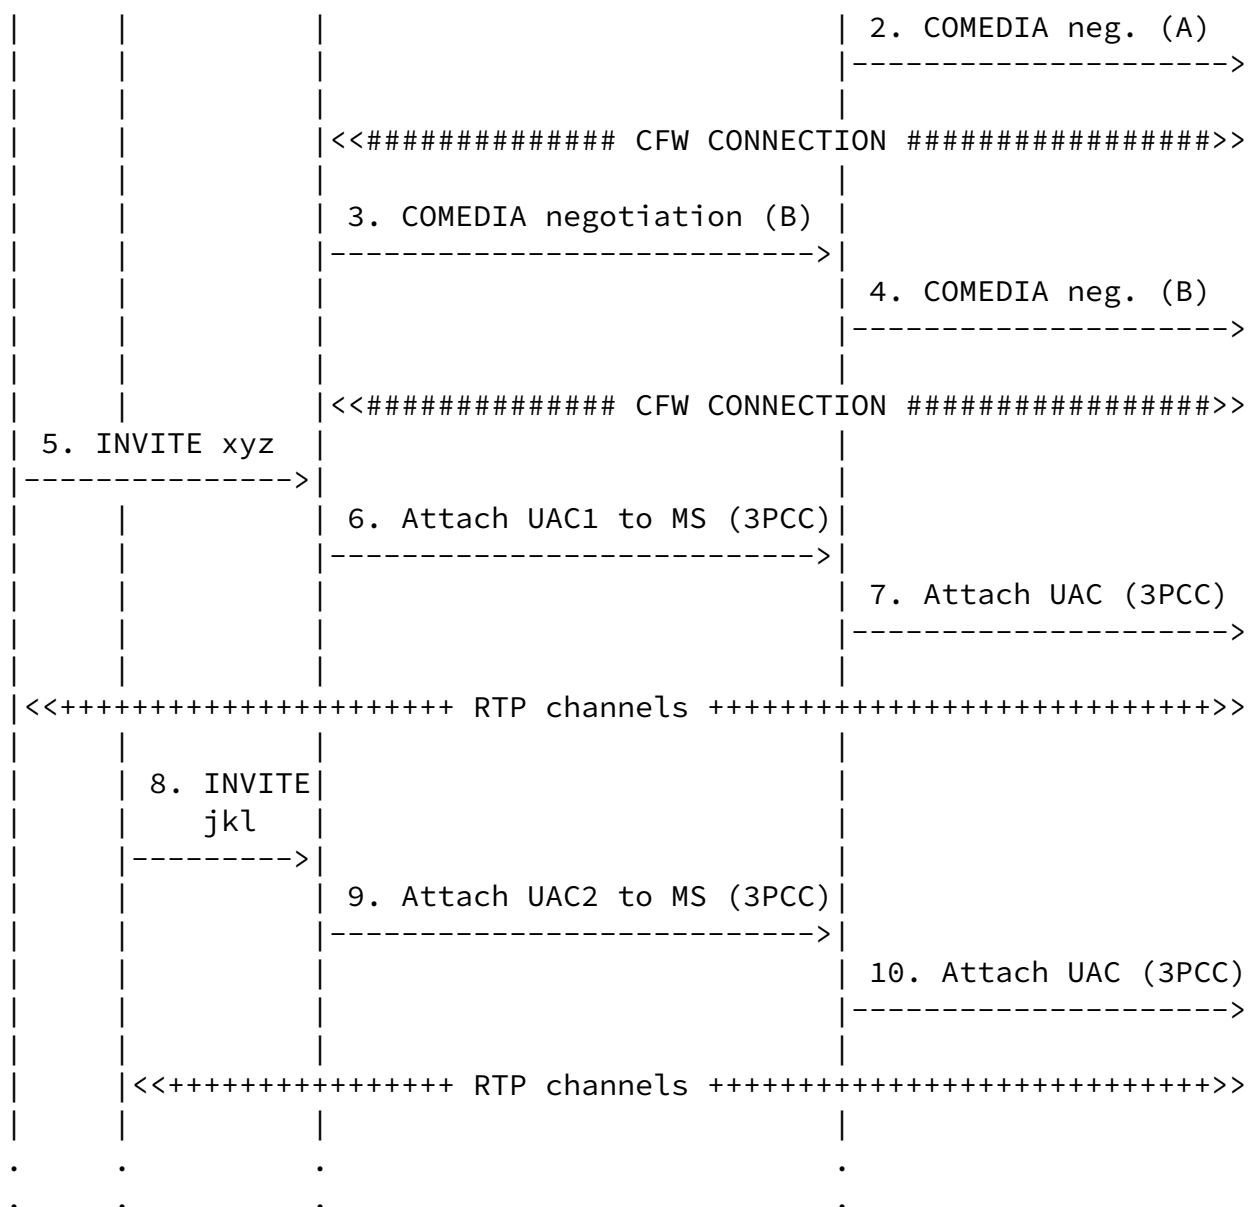 2. COMEDIA neg. (A)
<<############## CFW CONNECTION #################>>
3. COMEDIA negotiation (B)
4. COMEDIA neg. (B)
<<############## CFW CONNECTION #################>>
5. INVITE xyz
6. Attach UAC1 to MS (3PCC)
7. Attach UAC (3PCC)
<<++++++++++++++++++++++ RTP channels ++++++++++++++++++++++++++++>>
8. INVITE
jkl
9. Attach UAC2 to MS (3PCC)
10. Attach UAC (3PCC)
<<++++++++++++++++ RTP channels ++++++++++++++++++++++++++++>>